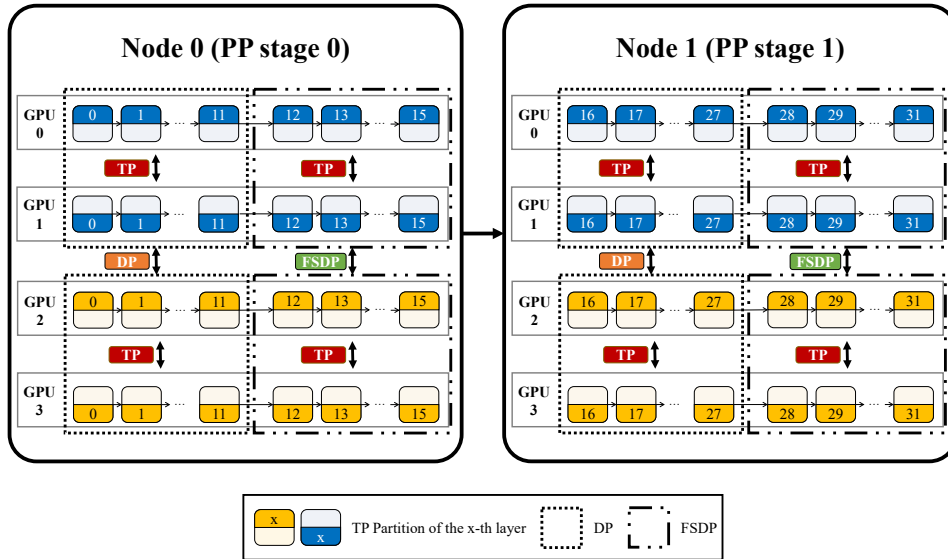 Node 0 (PP stage 0)
GPU 0
0 1 ... 11 12 13 ... 15
TP TP
GPU 1
0 1 ... 11 12 13 ... 15
DP FSDP
GPU 2
0 1 ... 11 12 13 ... 15
TP TP
GPU 3
0 1 ... 11 12 13 ... 15
Node 1 (PP stage 1)
GPU 0
16 17 ... 27 28 29 ... 31
TP TP
GPU 1
16 17 ... 27 28 29 ... 31
DP FSDP
GPU 2
16 17 ... 27 28 29 ... 31
TP TP
GPU 3
16 17 ... 27 28 29 ... 31
x x TP Partition of the x-th layer DP FSDP